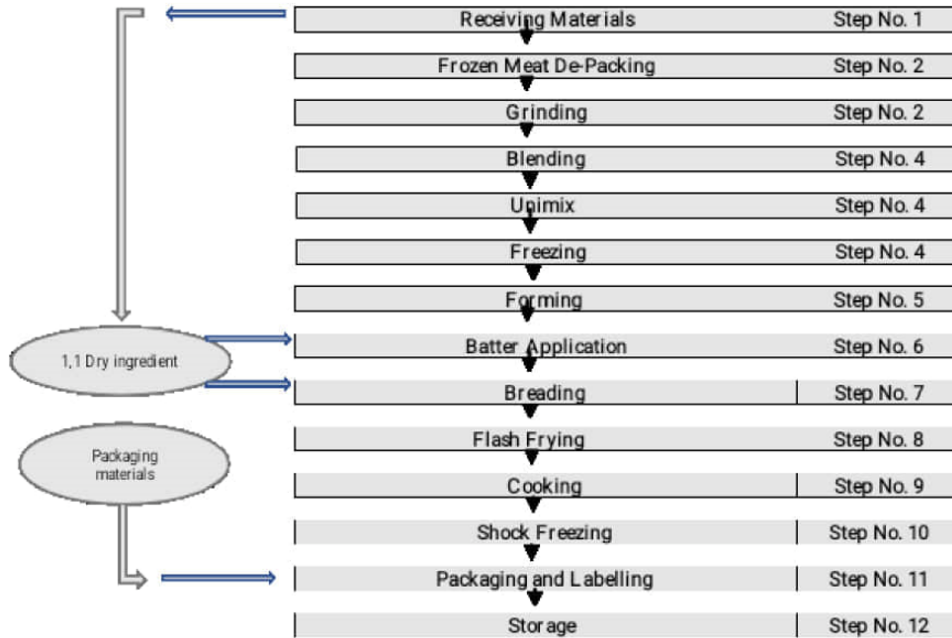 Receiving Materials Step No. 1
Frozen Meat De-Packing Step No. 2
Grinding Step No. 2
Blending Step No. 4
Unimix Step No. 4
Freezing Step No. 4
Forming Step No. 5
1,1 Dry ingredient
Batter Application Step No. 6
Breading Step No. 7
Flash Frying Step No. 8
Packaging
materials
Cooking Step No. 9
Shock Freezing Step No. 10
Packaging and Labelling Step No. 11
Storage Step No. 12